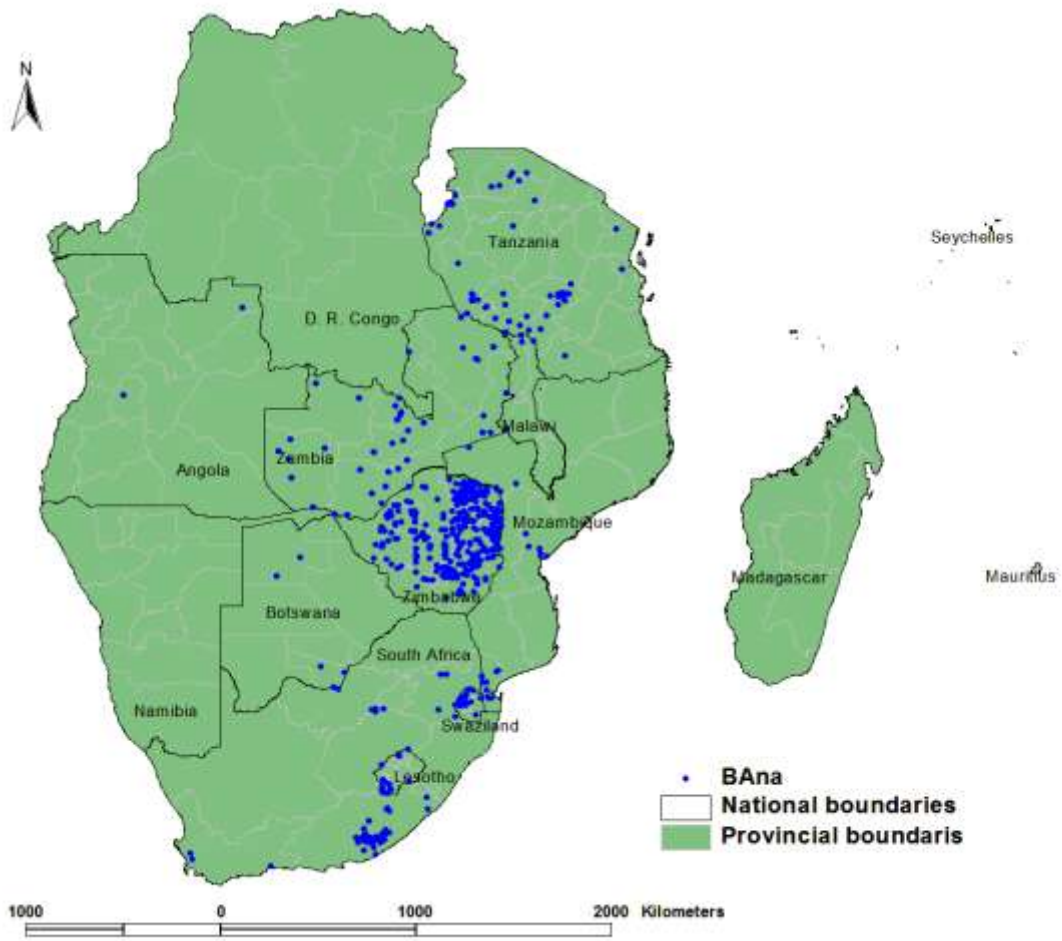 N
Tanzania
Seychelles
D. R. Congo
Malawi
Zambia
Angola
Mozambique
Madagascar
Mauritius
Zimbabwe
Botswana
South Africa
Namibia
Swaziland
Lesotho
BAna
National boundaries
Provincial boundaris
1000 0 1000 2000 Kilometers